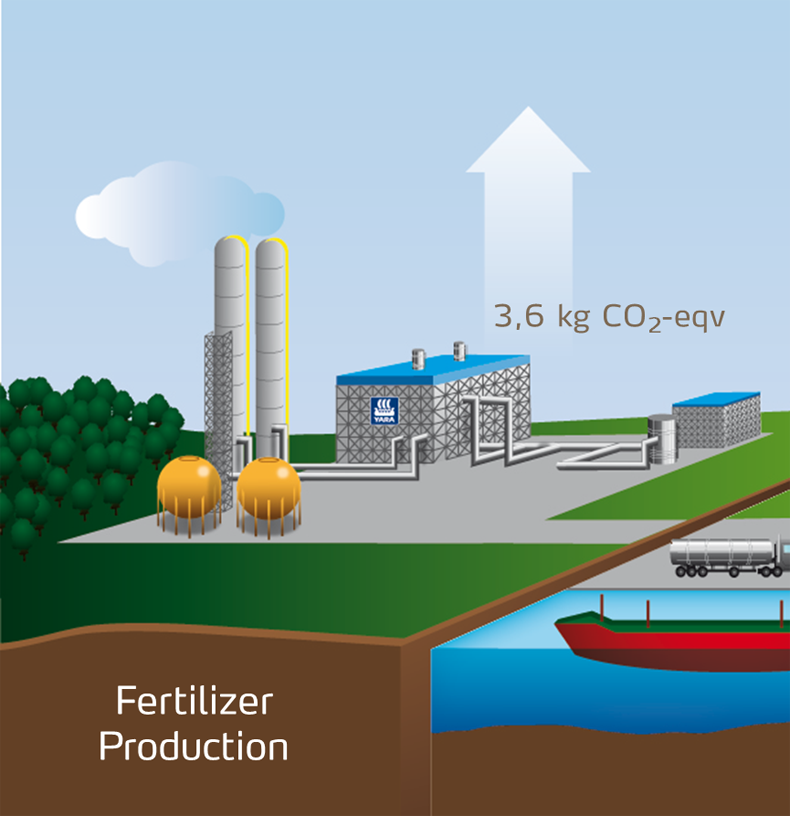 3,6 kg CO₂-eqv
YARA
Fertilizer
Production